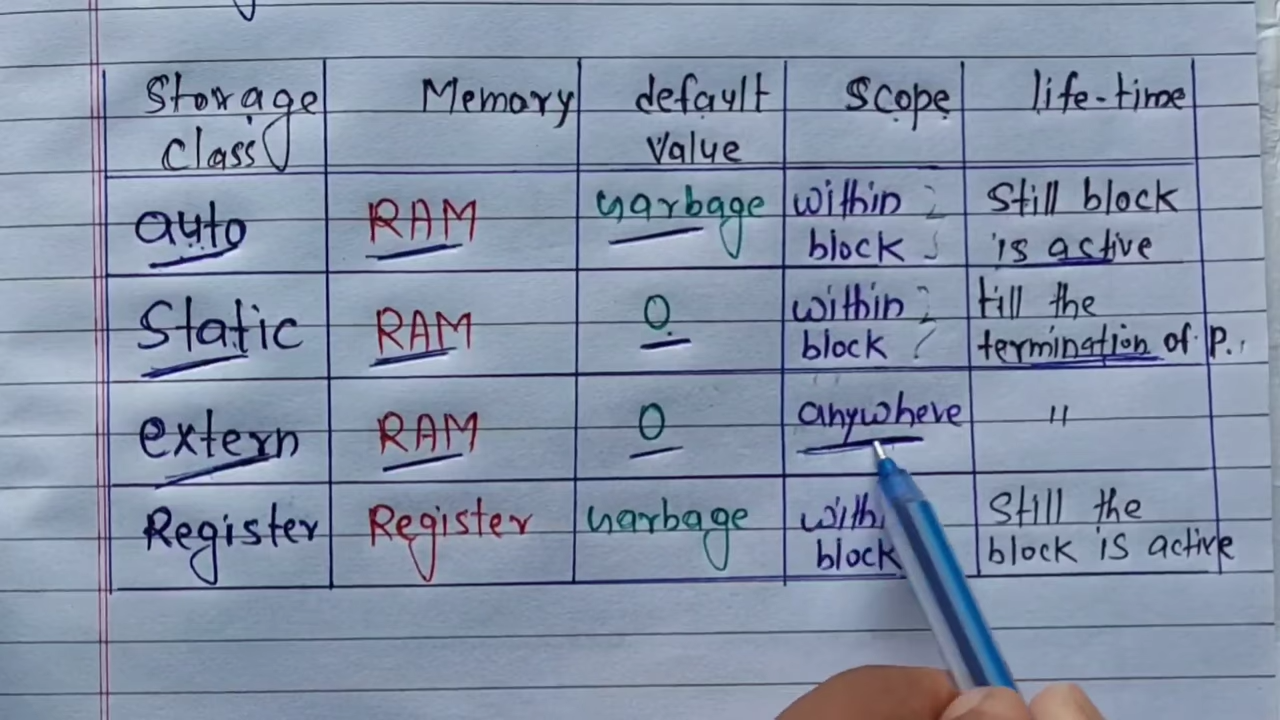 Storage Class Memory default Value Scope life-time
auto RAM Garbage within block Still block is active
Static RAM 0 within block till the termination of P.
extern RAM 0 anywhere "
Register Register Garbage block Still the block is active